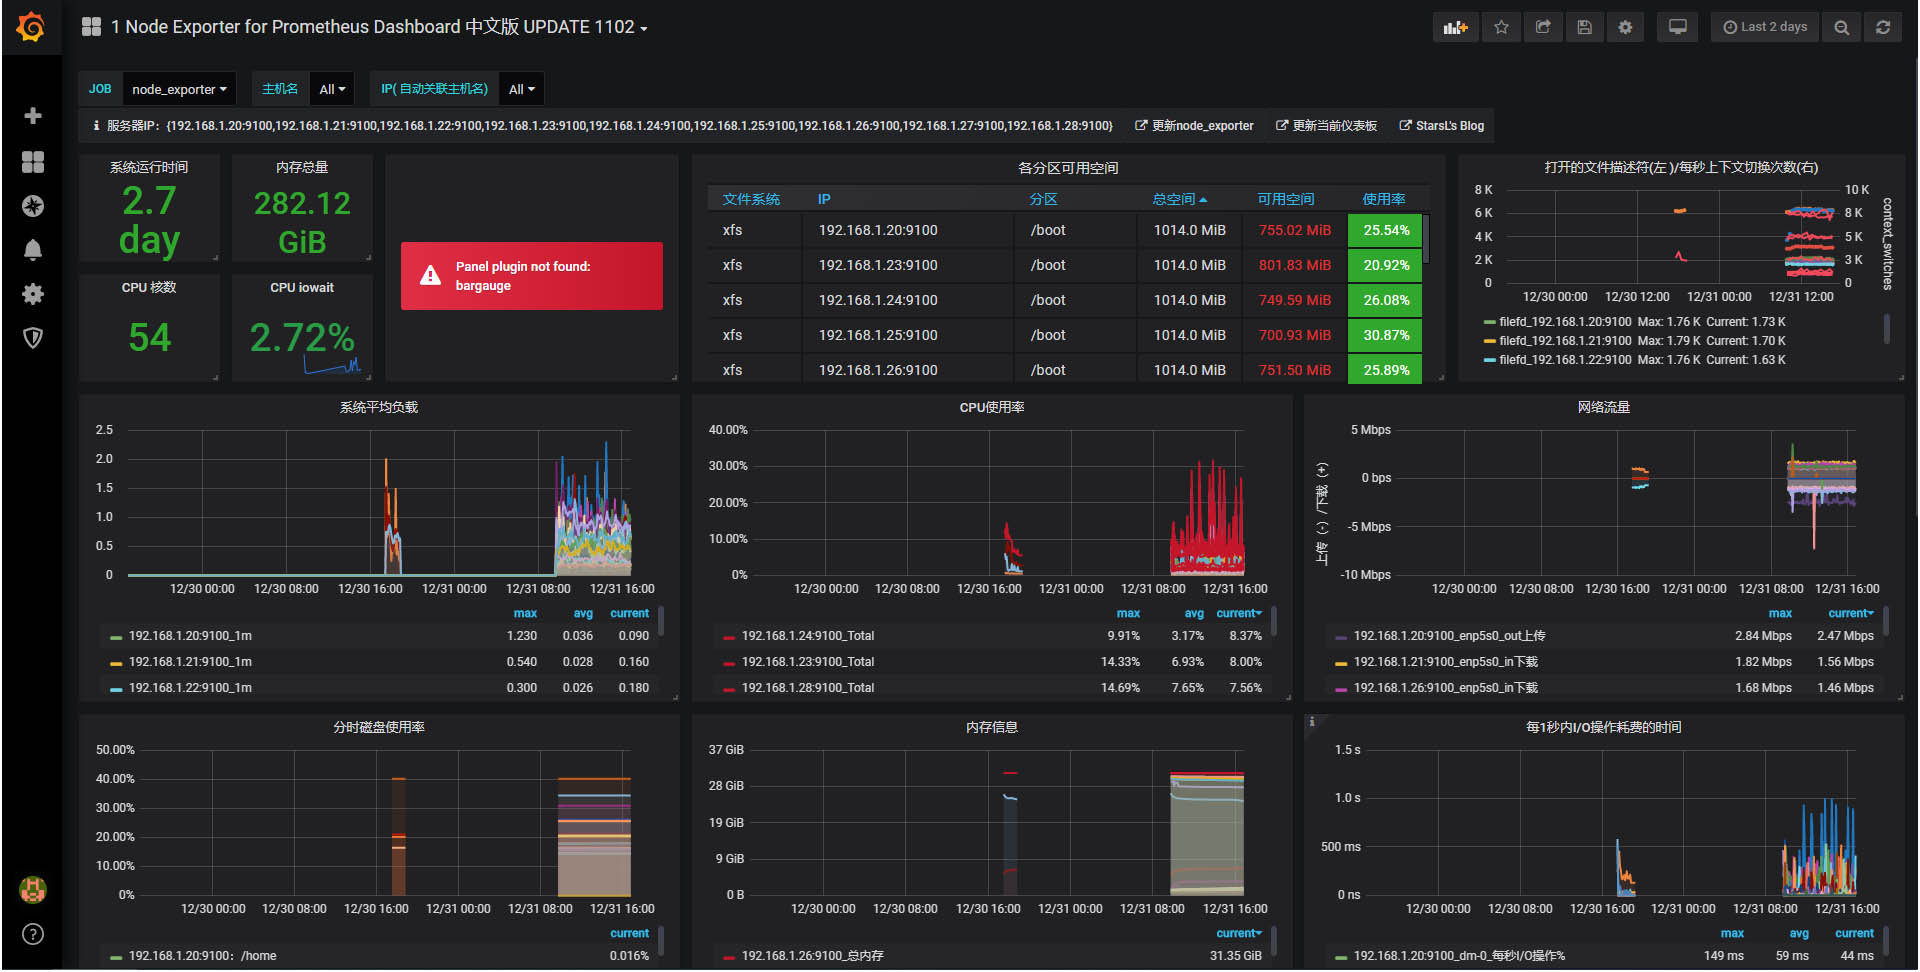 1 Node Exporter for Prometheus Dashboard 中文版 UPDATE 1102
Last 2 days
JOB node_exporter 主机名 All IP( 自动关联主机名) All
服务器IP：{192.168.1.20:9100,192.168.1.21:9100,192.168.1.22:9100,192.168.1.23:9100,192.168.1.24:9100,192.168.1.25:9100,192.168.1.26:9100,192.168.1.27:9100,192.168.1.28:9100} 更新node_exporter 更新当前仪表板 StarsL's Blog
系统运行时间
2.7
day
内存总量
282.12
GiB
CPU 核数
54
CPU iowait
2.72%
Panel plugin not found:
bargauge
各分区可用空间
文件系统 IP 分区 总空间 可用空间 使用率
xfs 192.168.1.20:9100 /boot 1014.0 MiB 755.02 MiB 25.54%
xfs 192.168.1.23:9100 /boot 1014.0 MiB 801.83 MiB 20.92%
xfs 192.168.1.24:9100 /boot 1014.0 MiB 749.59 MiB 26.08%
xfs 192.168.1.25:9100 /boot 1014.0 MiB 700.93 MiB 30.87%
xfs 192.168.1.26:9100 /boot 1014.0 MiB 751.50 MiB 25.89%
打开的文件描述符(左 )/每秒上下文切换次数(右)
8 K 10 K
6 K 8 K
4 K 5 K
2 K 3 K
0 0
context_switches
12/30 00:00 12/30 12:00 12/31 00:00 12/31 12:00
filefd_192.168.1.20:9100 Max: 1.76 K Current: 1.73 K
filefd_192.168.1.21:9100 Max: 1.79 K Current: 1.70 K
filefd_192.168.1.22:9100 Max: 1.76 K Current: 1.63 K
系统平均负载
2.5
2.0
1.5
1.0
0.5
0
12/30 00:00 12/30 08:00 12/30 16:00 12/31 00:00 12/31 08:00 12/31 16:00
max avg current
192.168.1.20:9100_1m 1.230 0.036 0.090
192.168.1.21:9100_1m 0.540 0.028 0.160
192.168.1.22:9100_1m 0.300 0.026 0.180
CPU使用率
40.00%
30.00%
20.00%
10.00%
0%
12/30 00:00 12/30 08:00 12/30 16:00 12/31 00:00 12/31 08:00 12/31 16:00
max avg current
192.168.1.24:9100_Total 9.91% 3.17% 8.37%
192.168.1.23:9100_Total 14.33% 6.93% 8.00%
192.168.1.28:9100_Total 14.69% 7.65% 7.56%
网络流量
上传（-）/下载（+）
5 Mbps
0 bps
-5 Mbps
-10 Mbps
12/30 00:00 12/30 08:00 12/30 16:00 12/31 00:00 12/31 08:00 12/31 16:00
max current
192.168.1.20:9100_enp5s0_out上传 2.84 Mbps 2.47 Mbps
192.168.1.21:9100_enp5s0_in下载 1.82 Mbps 1.56 Mbps
192.168.1.26:9100_enp5s0_in下载 1.68 Mbps 1.46 Mbps
分时磁盘使用率
50.00%
40.00%
30.00%
20.00%
10.00%
0%
12/30 00:00 12/30 08:00 12/30 16:00 12/31 00:00 12/31 08:00 12/31 16:00
current
192.168.1.20:9100：/home 0.016%
内存信息
37 GiB
28 GiB
19 GiB
9 GiB
0 B
12/30 00:00 12/30 08:00 12/30 16:00 12/31 00:00 12/31 08:00 12/31 16:00
current
192.168.1.26:9100_总内存 31.35 GiB
每1秒内I/O操作耗费的时间
1.5 s
1.0 s
500 ms
0 ns
12/30 00:00 12/30 08:00 12/30 16:00 12/31 00:00 12/31 08:00 12/31 16:00
max avg current
192.168.1.20:9100_dm-0_每秒I/O操作% 149 ms 59 ms 44 ms